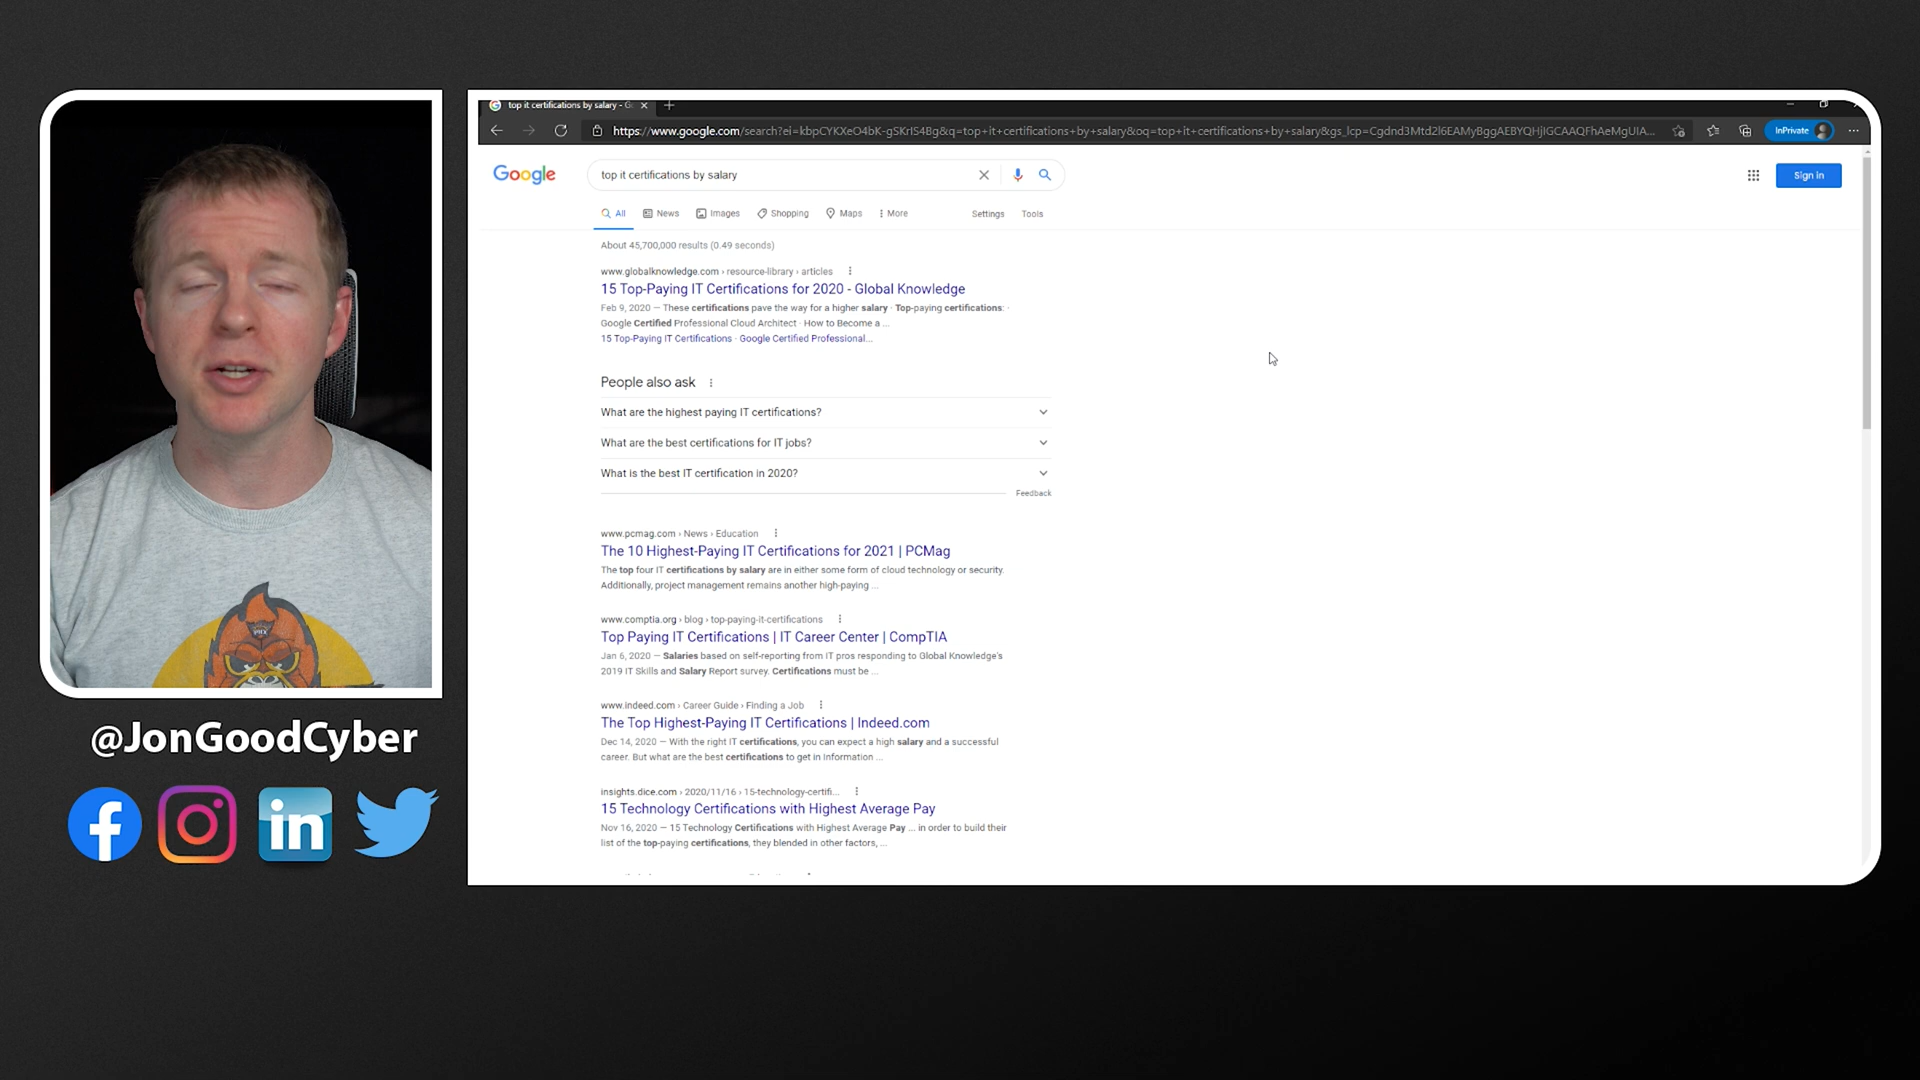 top it certifications by salary - G
https://www.google.com/search?ei=kbpCYKXeO4bK-gSKrIS4Bg&q=top+it+certifications+by+salary&oq=top+it+certifications+by+salary&gs_lcp=Cgdnd3Mtd2l6EAMyBggAEBYQHjIGCAAQFhAeMgUIA...
InPrivate
Google
top it certifications by salary
Sign in
All
News
Images
Shopping
Maps
More
Settings
Tools
About 45,700,000 results (0.49 seconds)
www.globalknowledge.com › resource-library › articles
15 Top-Paying IT Certifications for 2020 - Global Knowledge
Feb 9, 2020 — These certifications pave the way for a higher salary · Top-paying certifications: ·
Google Certified Professional Cloud Architect · How to Become a ...
15 Top-Paying IT Certifications · Google Certified Professional...
People also ask
What are the highest paying IT certifications?
What are the best certifications for IT jobs?
What is the best IT certification in 2020?
Feedback
www.pcmag.com › News › Education
The 10 Highest-Paying IT Certifications for 2021 | PCMag
The top four IT certifications by salary are in either some form of cloud technology or security.
Additionally, project management remains another high-paying ...
www.comptia.org › blog › top-paying-it-certifications
Top Paying IT Certifications | IT Career Center | CompTIA
Jan 6, 2020 — Salaries based on self-reporting from IT pros responding to Global Knowledge's
2019 IT Skills and Salary Report survey. Certifications must be ...
www.indeed.com › Career Guide › Finding a Job
The Top Highest-Paying IT Certifications | Indeed.com
Dec 14, 2020 — With the right IT certifications, you can expect a high salary and a successful
career. But what are the best certifications to get in Information ...
insights.dice.com › 2020/11/16 › 15-technology-certifi...
15 Technology Certifications with Highest Average Pay
Nov 16, 2020 — 15 Technology Certifications with Highest Average Pay ... in order to build their
list of the top-paying certifications, they blended in other factors, ...
@JonGoodCyber
f
in